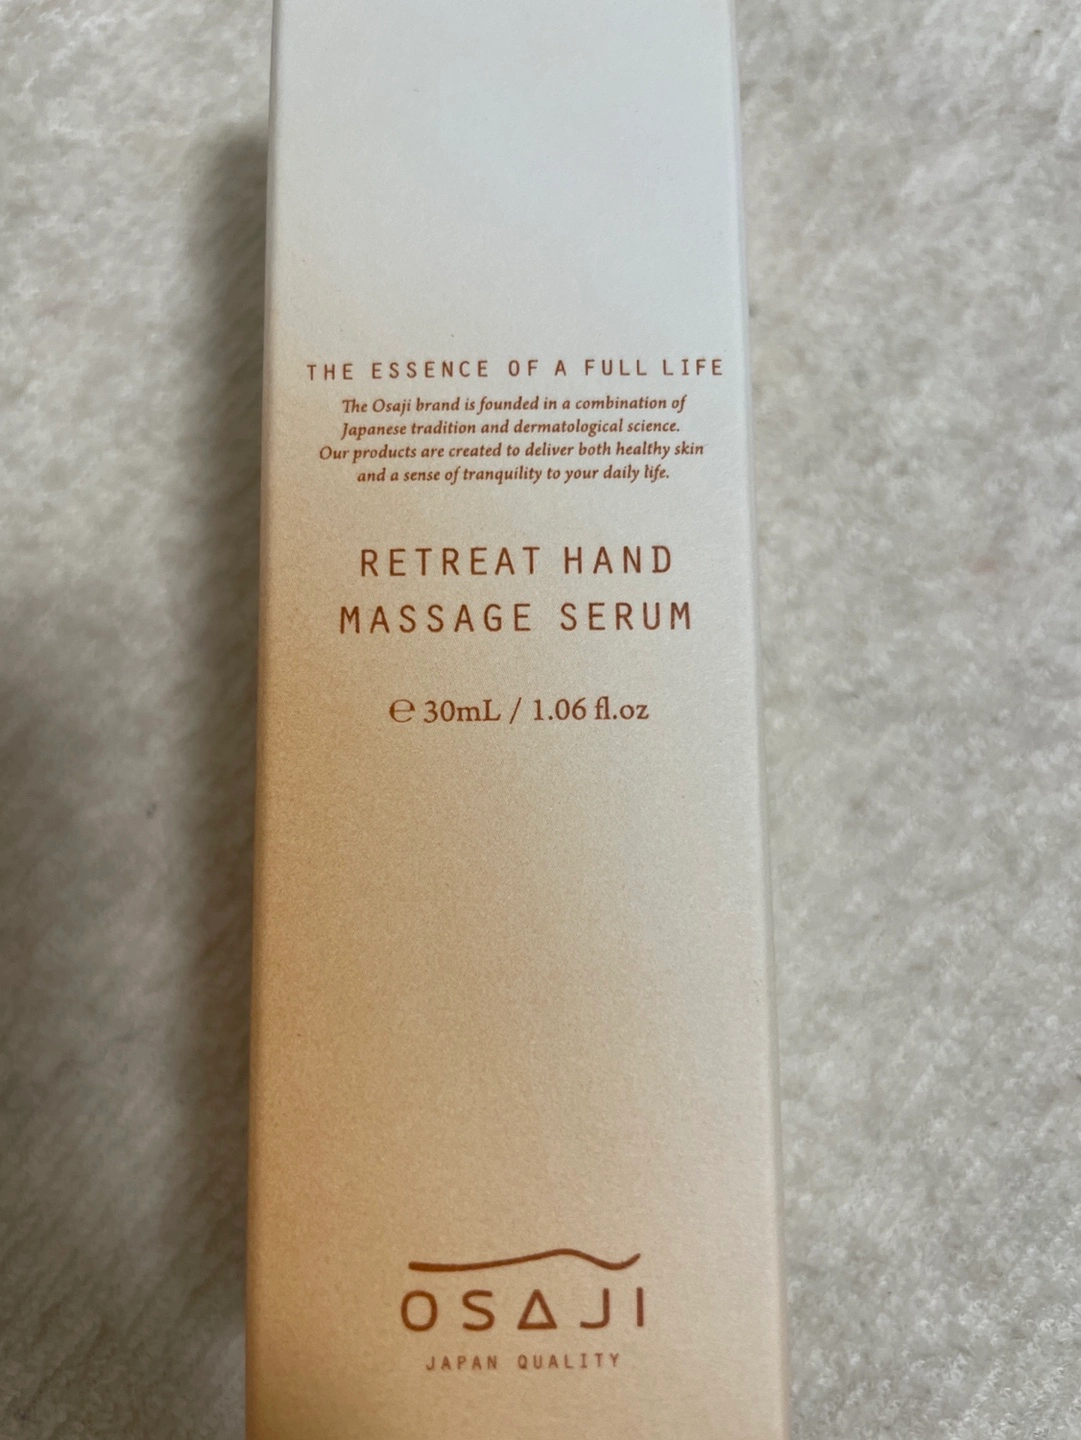 THE ESSENCE OF A FULL LIFE
The Osaji brand is founded in a combination of
Japanese tradition and dermatological science.
Our products are created to deliver both healthy skin
and a sense of tranquility to your daily life.
RETREAT HAND
MASSAGE SERUM
℮ 30mL / 1.06 fl.oz
OSAJI
JAPAN QUALITY